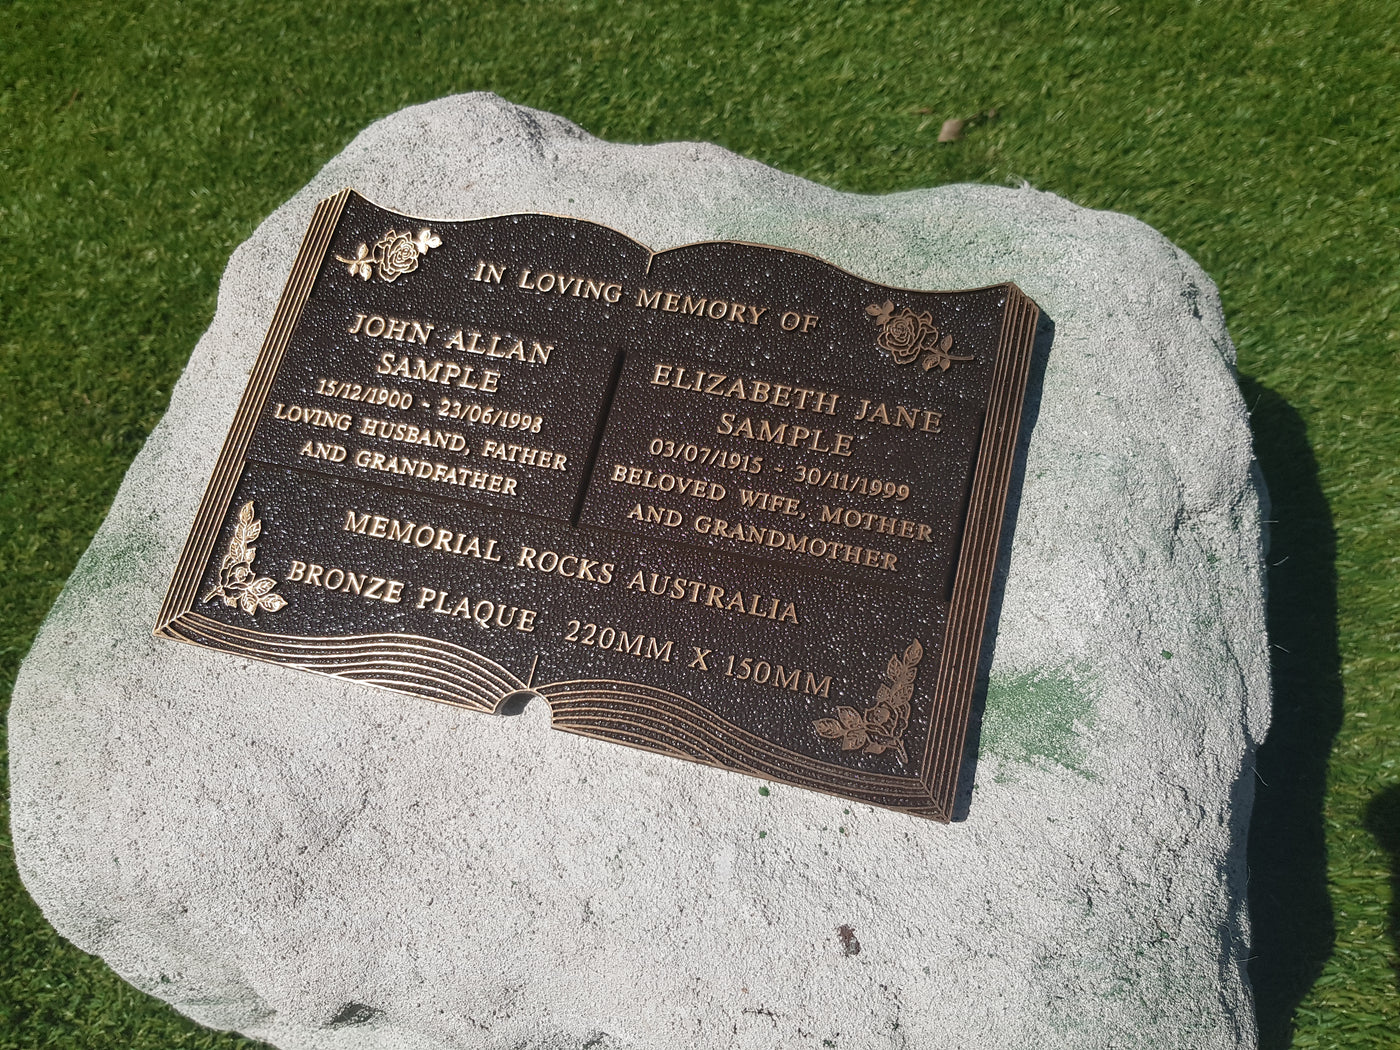 IN LOVING MEMORY OF
JOHN ALLAN
SAMPLE
15/12/1900 - 23/06/1998
LOVING HUSBAND, FATHER
AND GRANDFATHER
ELIZABETH JANE
SAMPLE
03/07/1915 - 30/11/1999
BELOVED WIFE, MOTHER
AND GRANDMOTHER
MEMORIAL ROCKS AUSTRALIA
BRONZE PLAQUE 220MM X 150MM